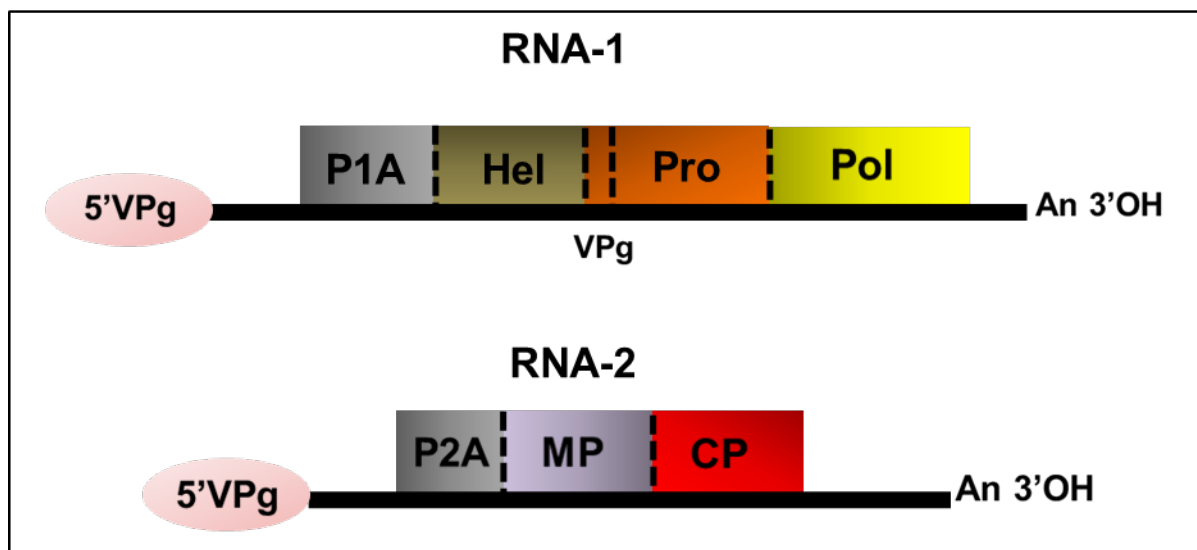 RNA-1
P1A Hel Pro Pol
5’VPg An 3’OH
VPg
RNA-2
P2A MP CP
5’VPg An 3’OH